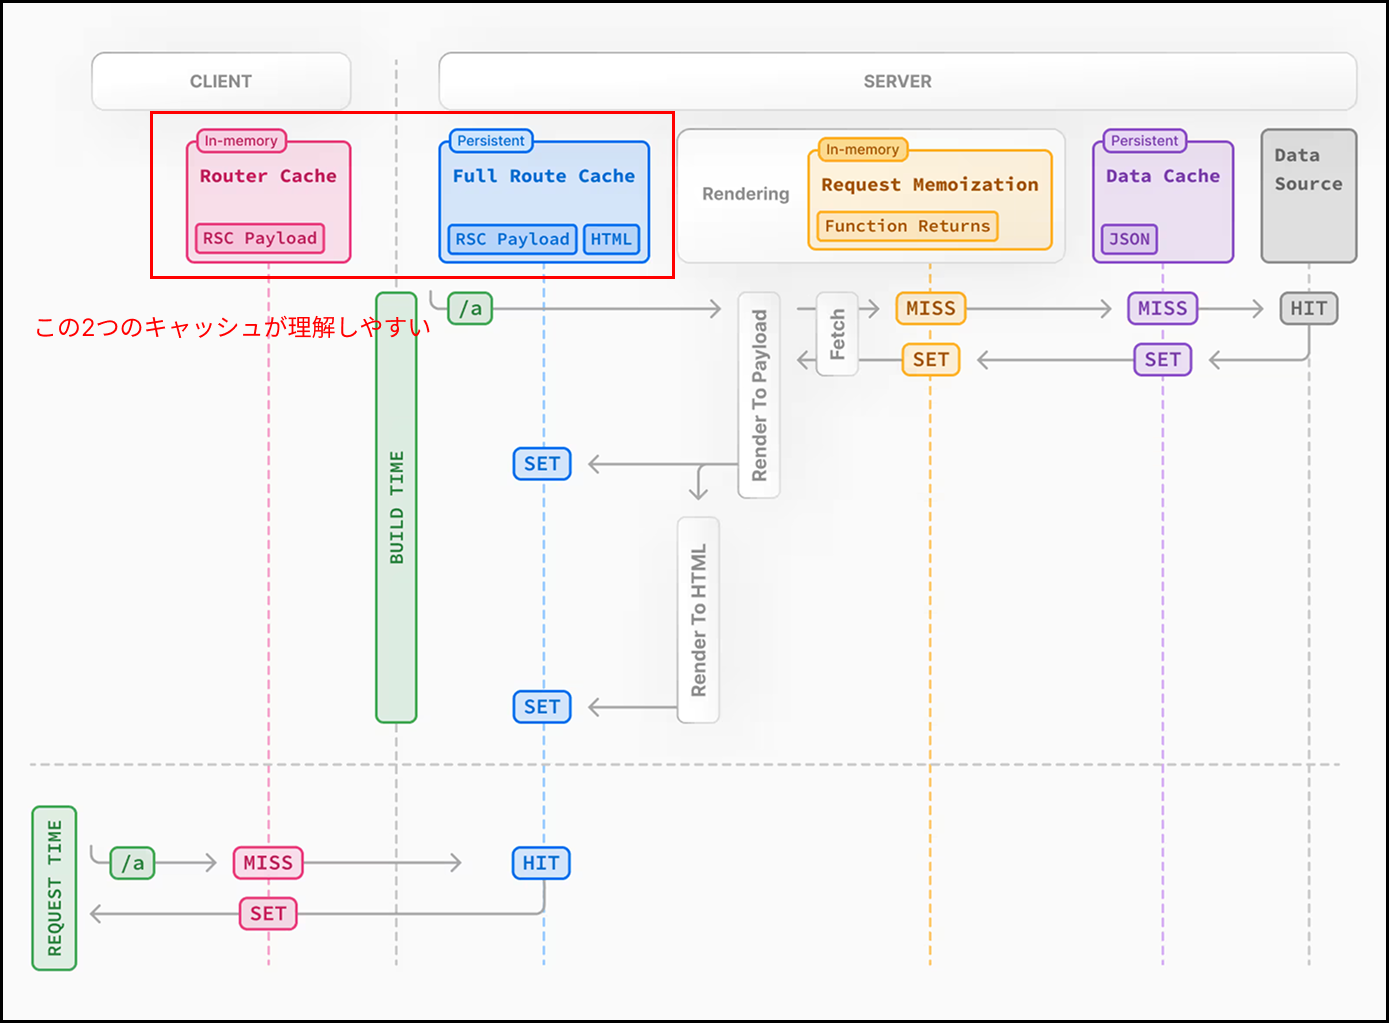 CLIENT
SERVER
In-memory
Router Cache
RSC Payload
Persistent
Full Route Cache
RSC Payload
HTML
Rendering
In-memory
Request Memoization
Function Returns
Persistent
Data Cache
JSON
Data
Source
この2つのキャッシュが理解しやすい
BUILD TIME
/a
Render To Payload
Fetch
MISS
MISS
HIT
SET
SET
SET
Render To HTML
SET
REQUEST TIME
/a
MISS
HIT
SET